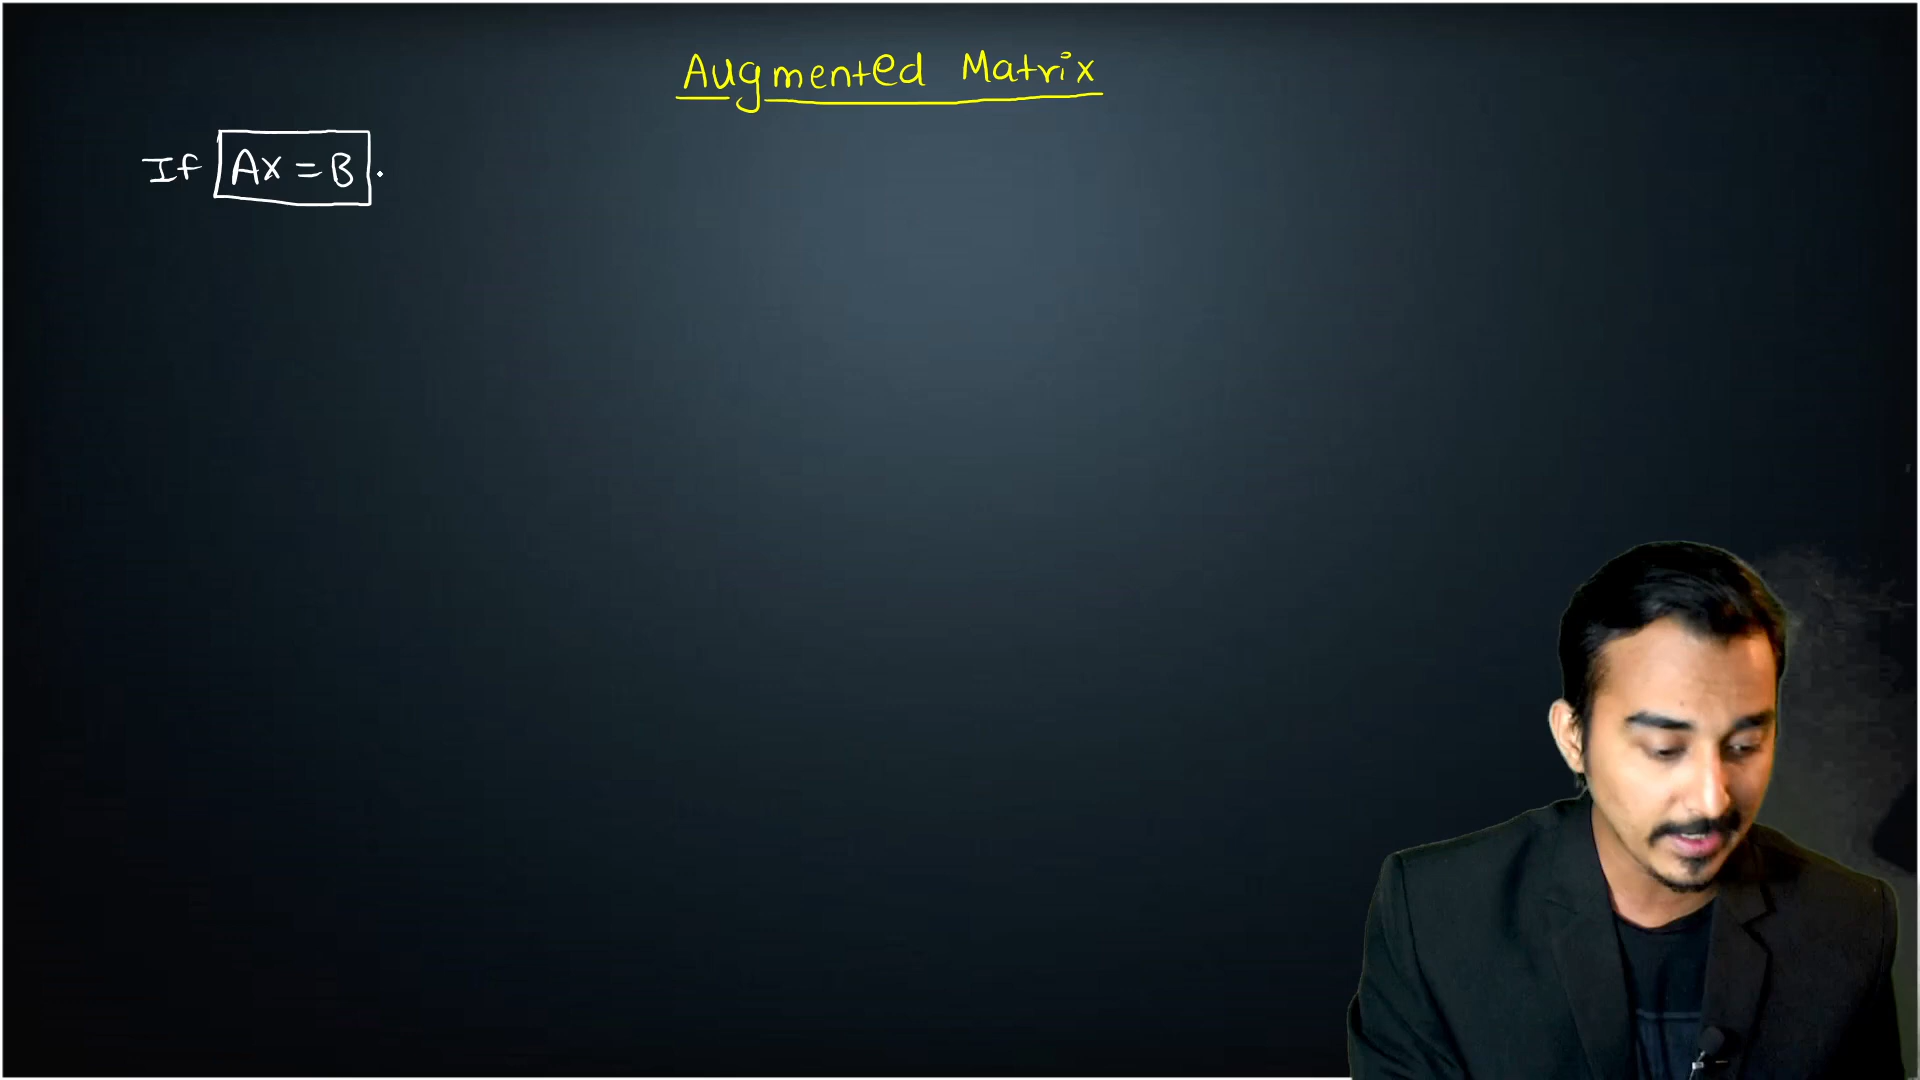 Augmented Matrix
If AX = B.